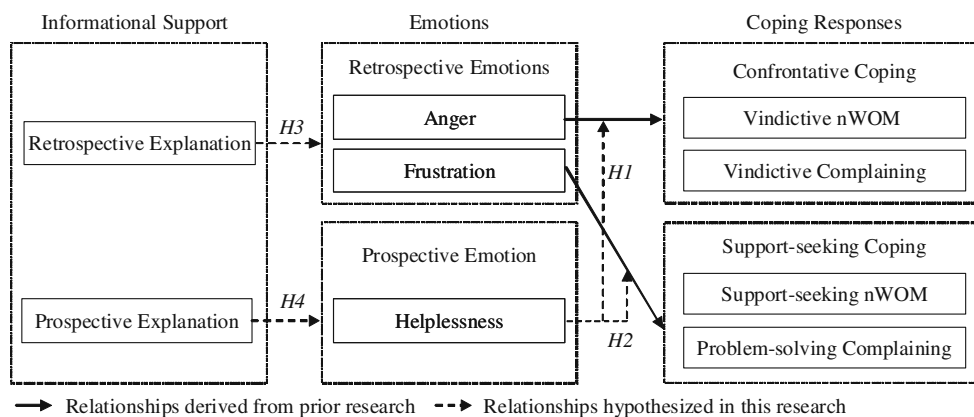 Informational Support
Emotions
Coping Responses
Retrospective Emotions
Confrontative Coping
Anger
Vindictive nWOM
H3
Retrospective Explanation
Frustration
H1
Vindictive Complaining
Prospective Emotion
Support-seeking Coping
Support-seeking nWOM
H4
Prospective Explanation
Helplessness
H2
Problem-solving Complaining
Relationships derived from prior research
Relationships hypothesized in this research